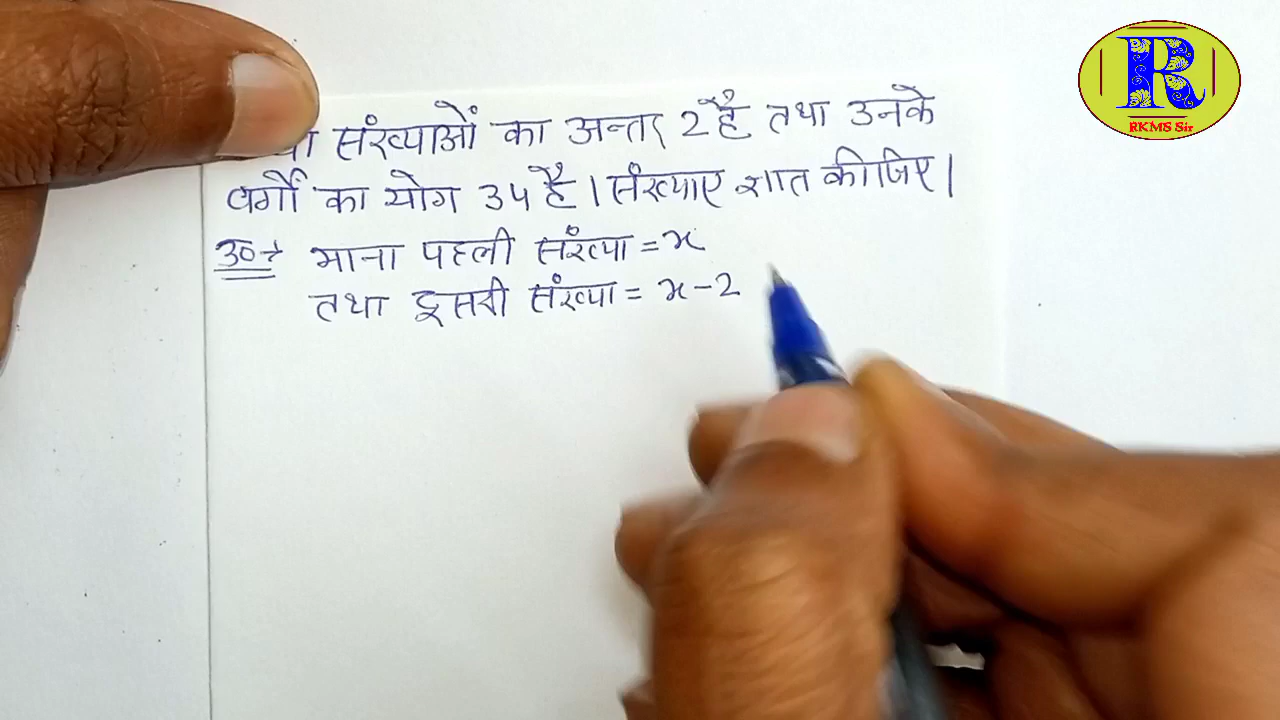 संख्याओं का अन्तर 2 है तथा उनके
वर्गों का योग 34 है। संख्याए ज्ञात कीजिए।
उ०→ माना पहली संख्या = x
तथा दूसरी संख्या = x-2
R
RKMS Sir